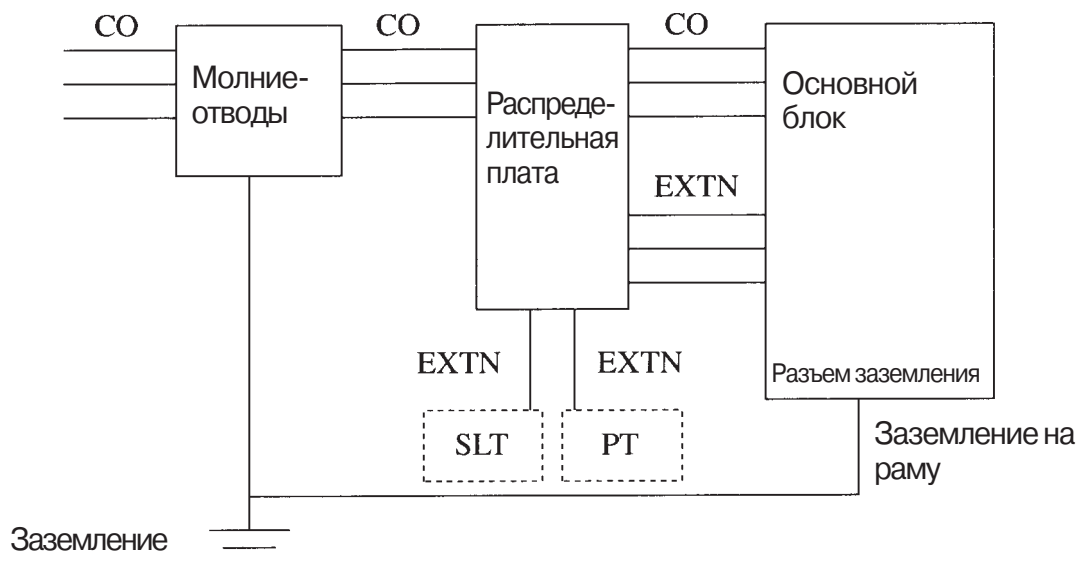 CO
CO
CO
Молние-
отводы
Распреде-
лительная
плата
Основной
блок
EXTN
EXTN
EXTN
Разъем заземления
SLT
PT
Заземление на
раму
Заземление